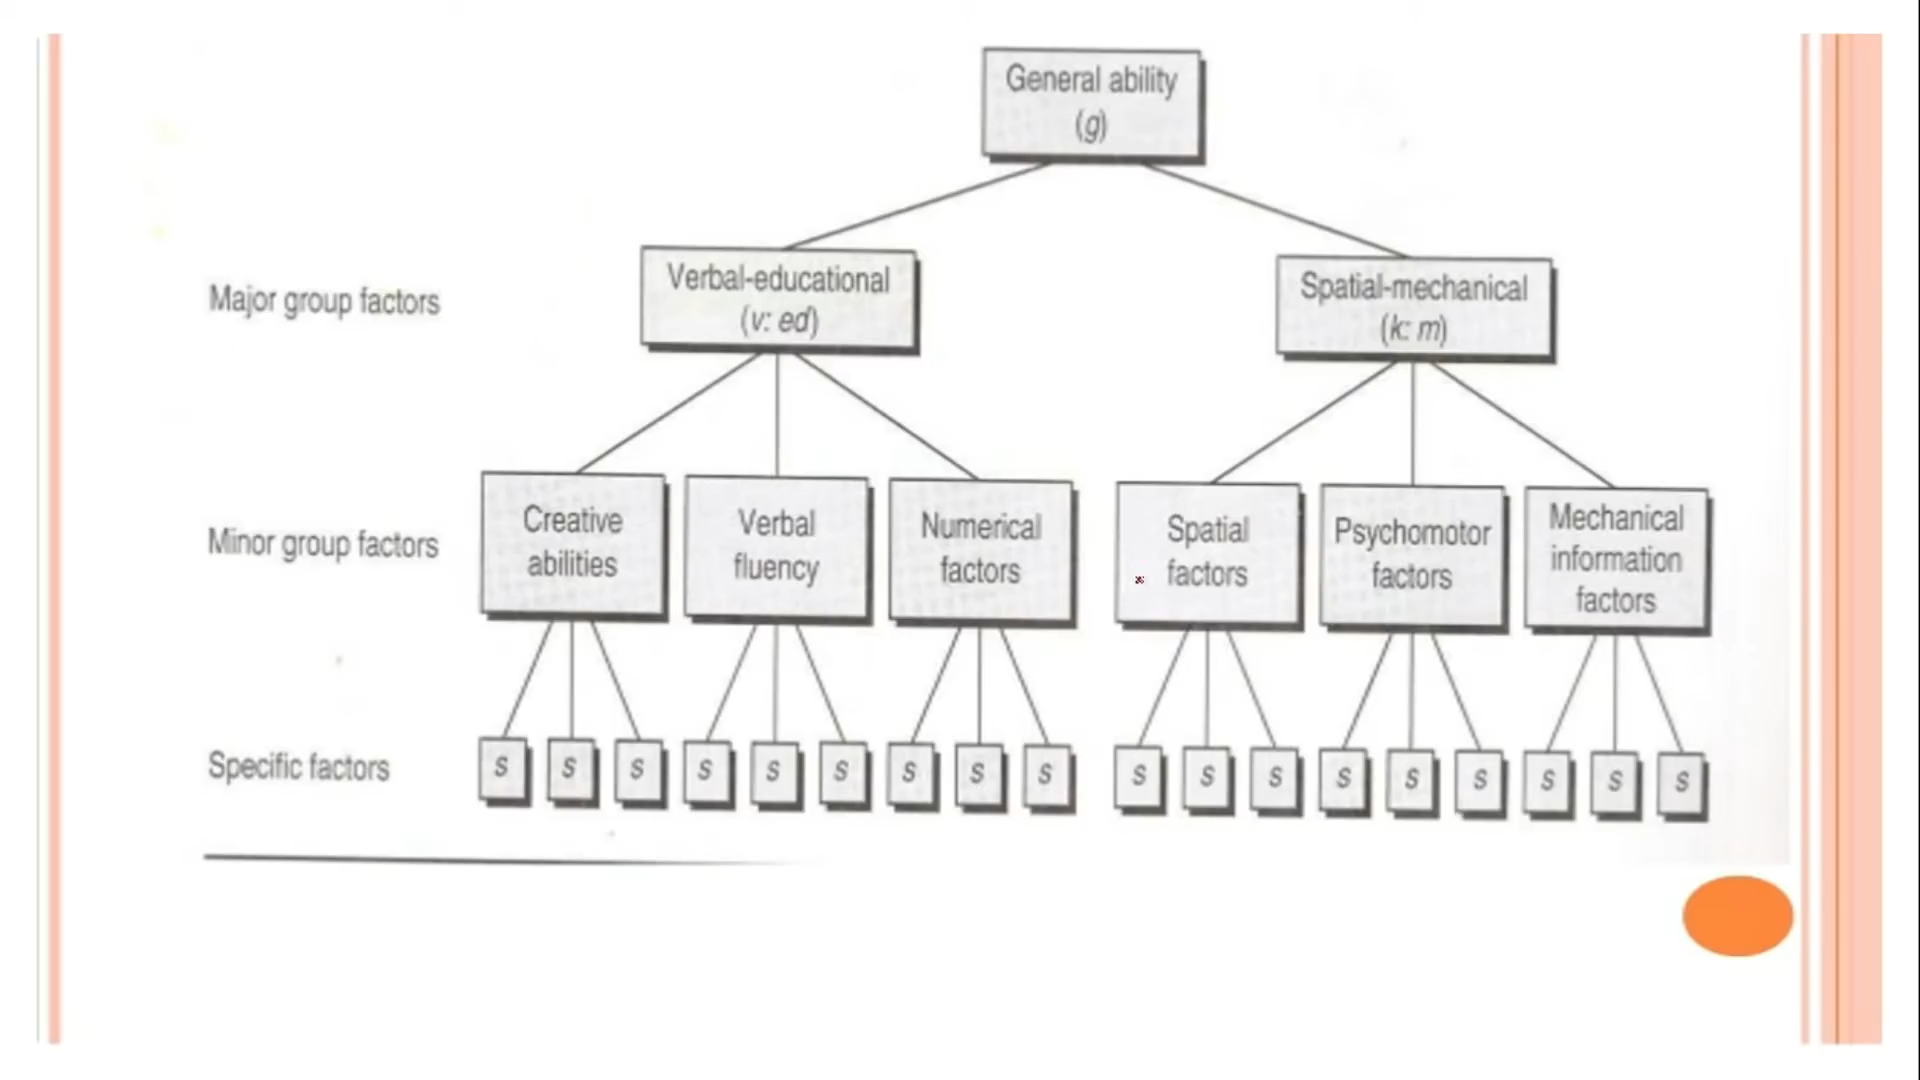 General ability
(g)
Major group factors
Verbal-educational
(v: ed)
Spatial-mechanical
(k: m)
Minor group factors
Creative
abilities
Verbal
fluency
Numerical
factors
Spatial
factors
Psychomotor
factors
Mechanical
information
factors
Specific factors
s s s s s s s s s s s s s s s s s s